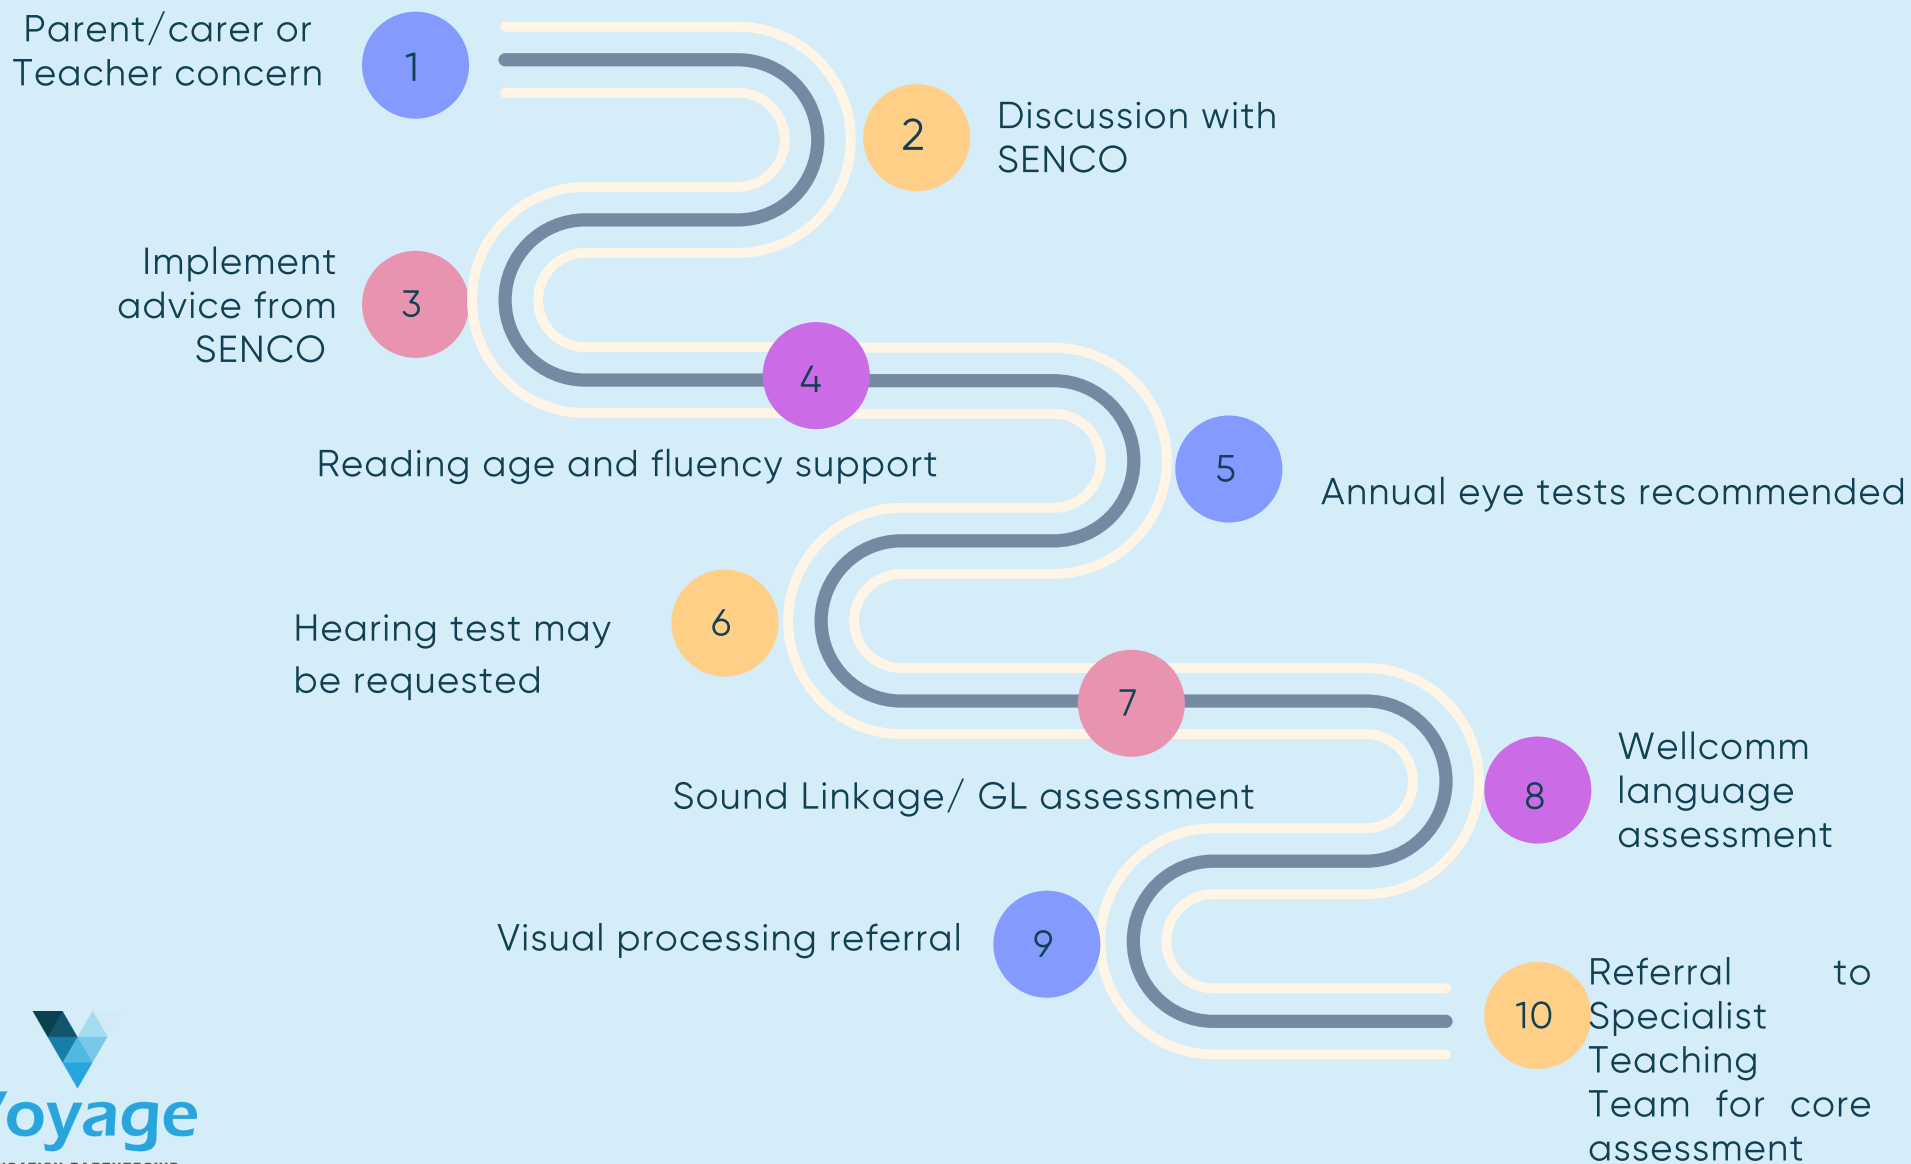 Parent/carer or
Teacher concern
1
2
Discussion with
SENCO
Implement
advice from
SENCO
3
4
Reading age and fluency support
5
Annual eye tests recommended
6
Hearing test may
be requested
7
Sound Linkage/ GL assessment
8
Wellcomm
language
assessment
Visual processing referral
9
10
Referral to
Specialist
Teaching
Team for core
assessment
Voyage